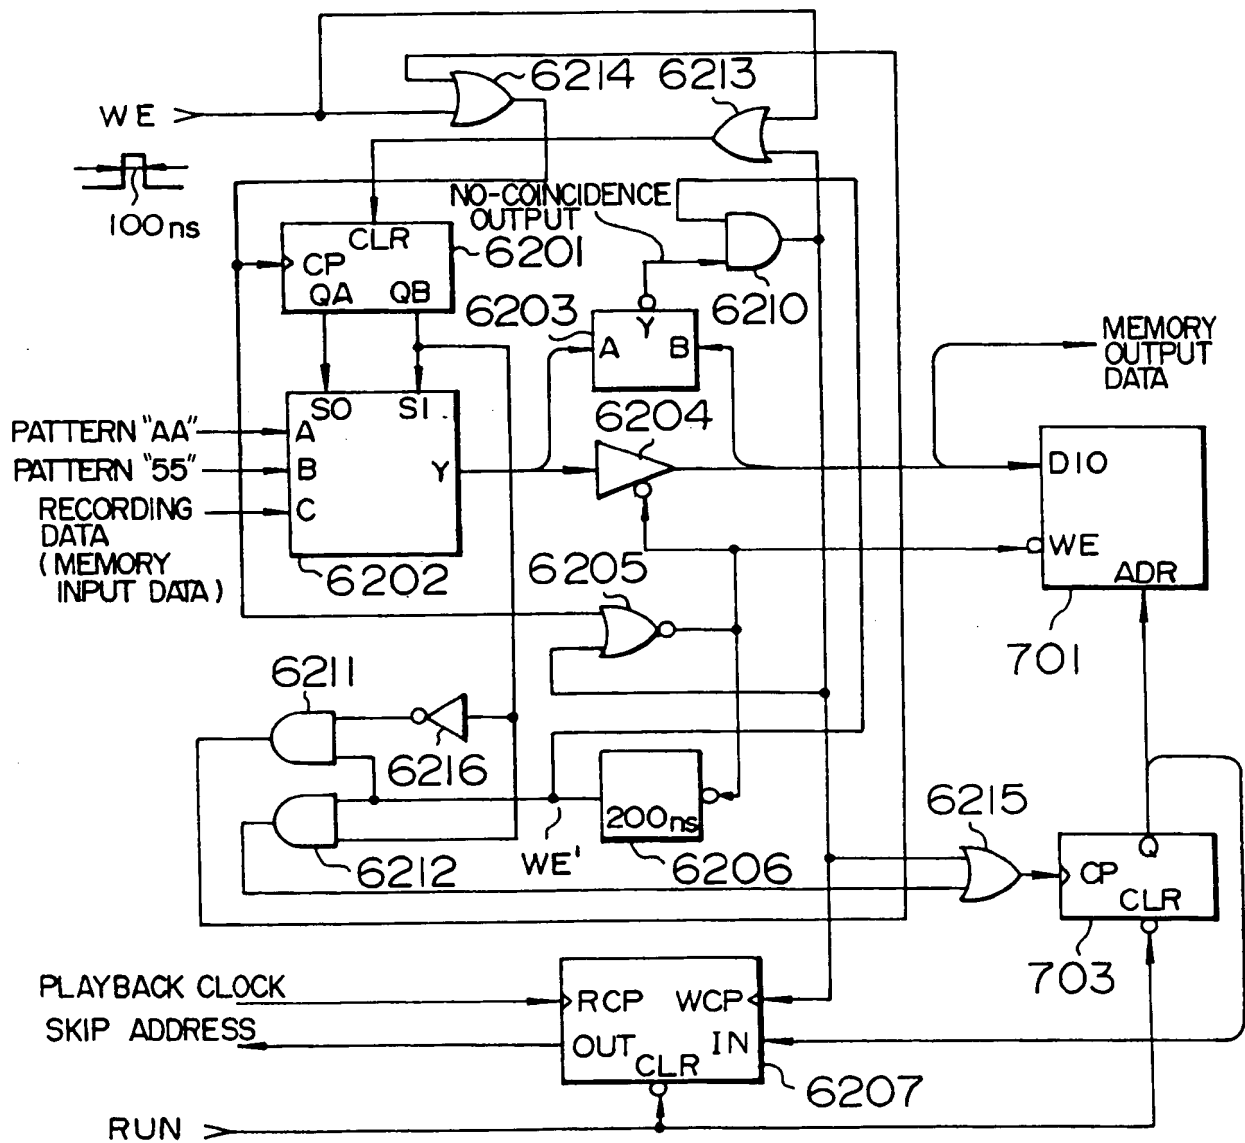 6214 6213
WE
100ns
NO-COINCIDENCE
OUTPUT
CLR
6201
CP
QA QB
6203
Y
6210
A B
MEMORY
OUTPUT
DATA
S0 S1
6204
PATTERN "AA"
A
PATTERN "55"
B
Y
DIO
RECORDING
DATA
(MEMORY
INPUT DATA)
C
6202
6205
WE
ADR
701
6211
6216
200ns
6215
WE'
6206
6212
Q
CP
CLR
703
PLAYBACK CLOCK
RCP WCP
SKIP ADDRESS
OUT IN
CLR
6207
RUN